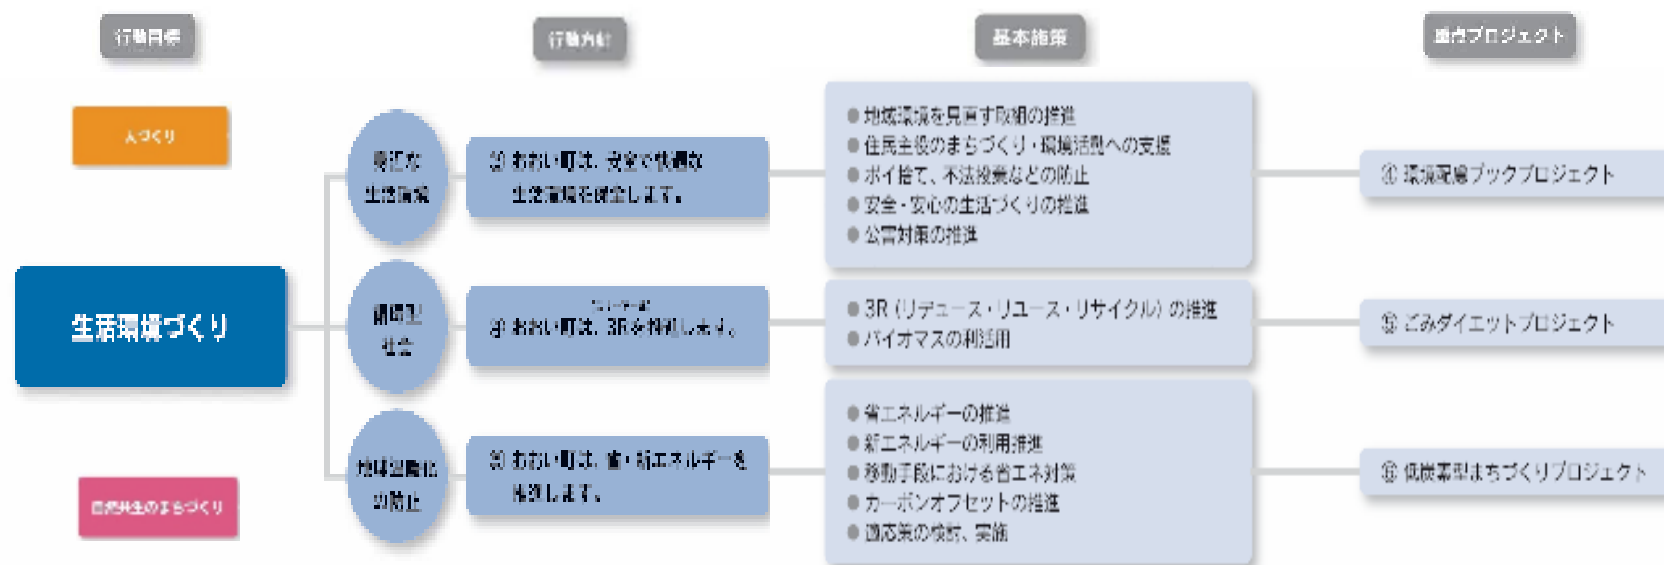 行動目標
行動方針
基本施策
重点プロジェクト
人づくり
生活環境づくり
自然共生のまちづくり
身近な
生活環境
おおい町は、安全で快適な
生活環境を保全します。
● 地域環境を見直す取組の推進
● 住民主役のまちづくり・環境活動への支援
● ポイ捨て、不法投棄などの防止
● 安全・安心の生活づくりの推進
● 公害対策の推進
④ 環境配慮ブックプロジェクト
循環型
社会
おおい町は、3Rを推進します。
● 3R（リデュース・リユース・リサイクル）の推進
● バイオマスの利活用
⑤ ごみダイエットプロジェクト
地球温暖化
の防止
おおい町は、省・新エネルギーを
推進します。
● 省エネルギーの推進
● 新エネルギーの利用推進
● 移動手段における省エネ対策
● カーボンオフセットの推進
● 適応策の検討、実施
⑥ 低炭素型まちづくりプロジェクト